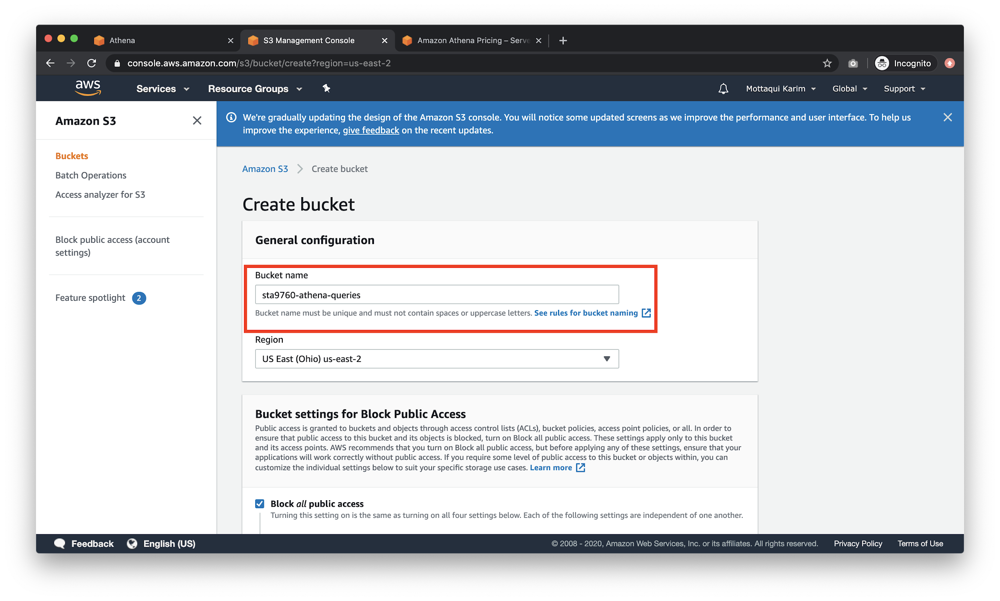 Athena
S3 Management Console
Amazon Athena Pricing – Serve
console.aws.amazon.com/s3/bucket/create?region=us-east-2
Incognito
aws
Services
Resource Groups
Mottaqui Karim
Global
Support
Amazon S3
Buckets
Batch Operations
Access analyzer for S3
Block public access (account
settings)
Feature spotlight 2
We're gradually updating the design of the Amazon S3 console. You will notice some updated screens as we improve the performance and user interface. To help us
improve the experience, give feedback on the recent updates.
Amazon S3 > Create bucket
Create bucket
General configuration
Bucket name
sta9760-athena-queries
Bucket name must be unique and must not contain spaces or uppercase letters. See rules for bucket naming
Region
US East (Ohio) us-east-2
Bucket settings for Block Public Access
Public access is granted to buckets and objects through access control lists (ACLs), bucket policies, access point policies, or all. In order to
ensure that public access to this bucket and its objects is blocked, turn on Block all public access. These settings apply only to this bucket
and its access points. AWS recommends that you turn on Block all public access, but before applying any of these settings, ensure that your
applications will work correctly without public access. If you require some level of public access to this bucket or objects within, you can
customize the individual settings below to suit your specific storage use cases. Learn more
Block all public access
Turning this setting on is the same as turning on all four settings below. Each of the following settings are independent of one another.
Feedback
English (US)
© 2008 - 2020, Amazon Web Services, Inc. or its affiliates. All rights reserved.
Privacy Policy
Terms of Use